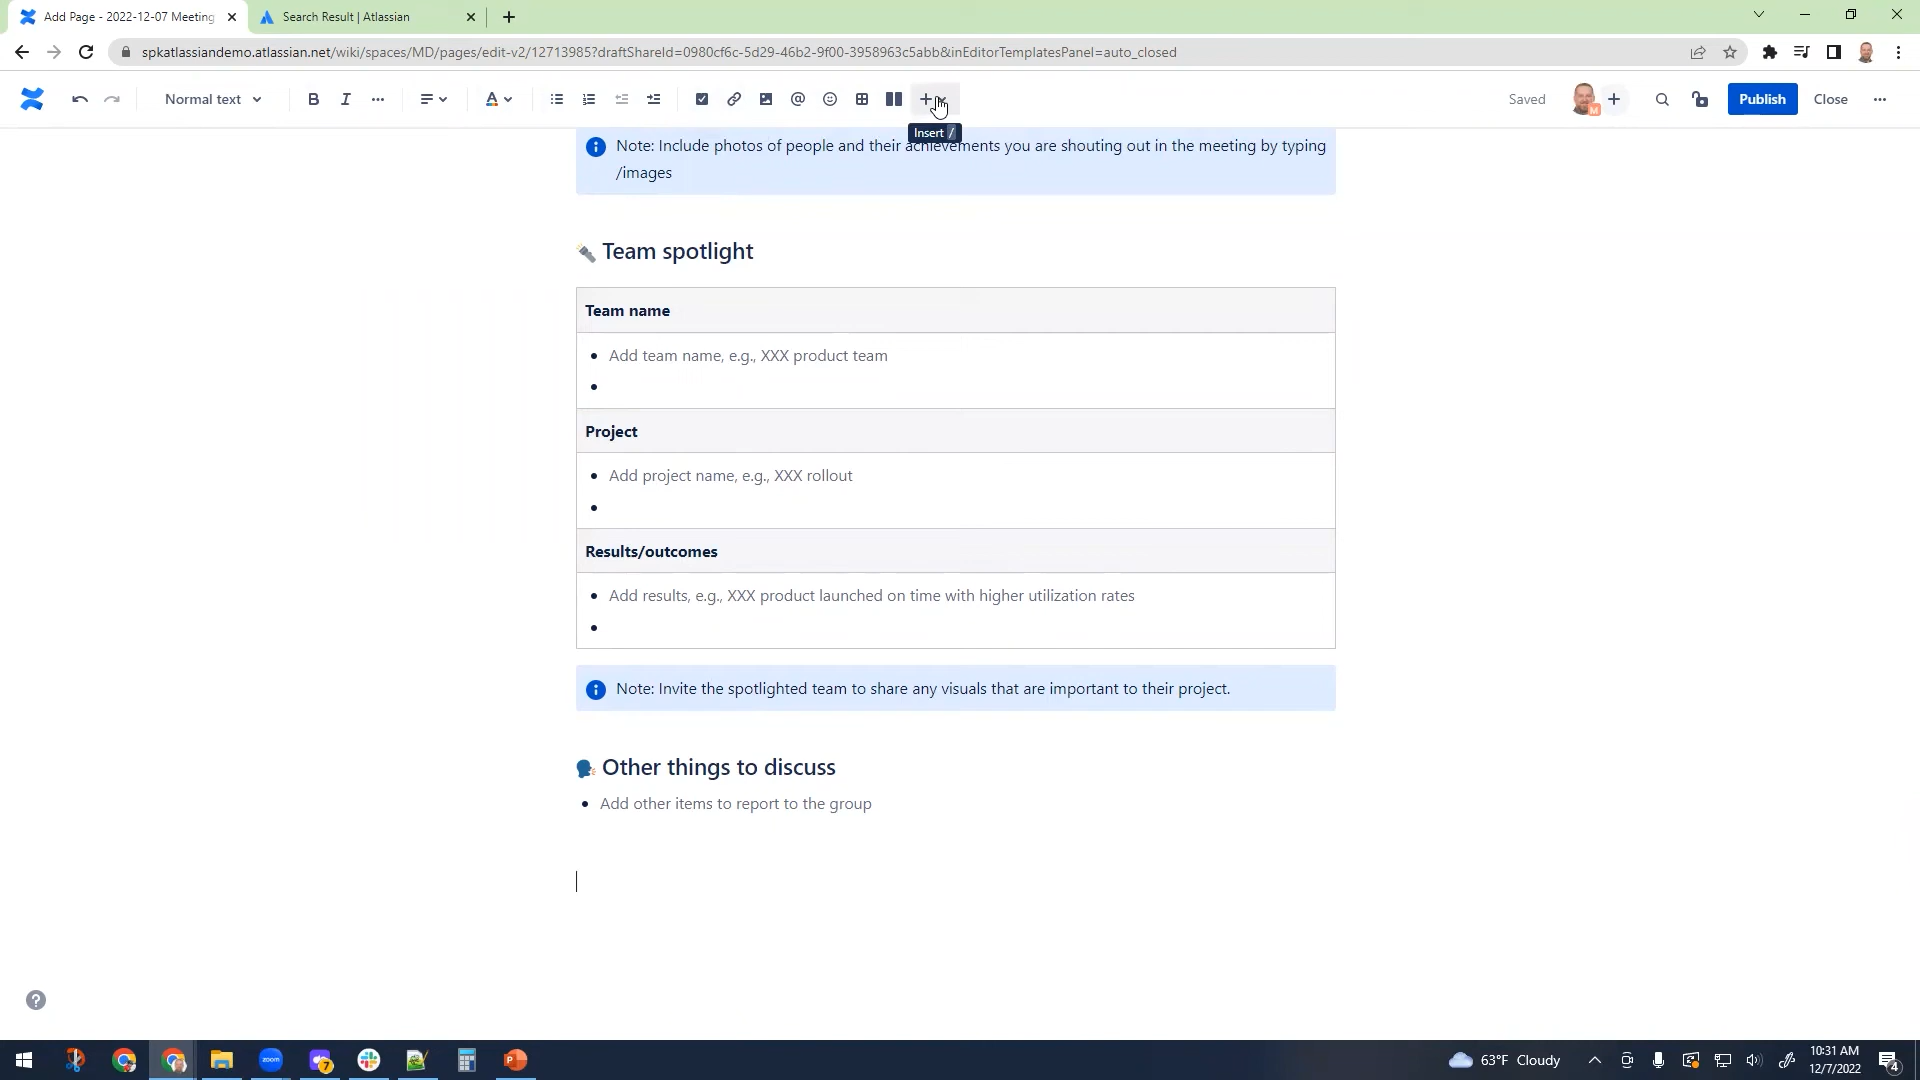 Add Page - 2022-12-07 Meeting
Search Result | Atlassian
spkatlassiandemo.atlassian.net/wiki/spaces/MD/pages/edit-v2/12713985?draftShareId=0980cf6c-5d29-46b2-9f00-3958963c5abb&inEditorTemplatesPanel=auto_closed
Normal text
B I
A
@
Saved
M
Publish
Close
Insert /
Note: Include photos of people and their achievements you are shouting out in the meeting by typing
/images
Team spotlight
Team name
Add team name, e.g., XXX product team
Project
Add project name, e.g., XXX rollout
Results/outcomes
Add results, e.g., XXX product launched on time with higher utilization rates
Note: Invite the spotlighted team to share any visuals that are important to their project.
Other things to discuss
Add other items to report to the group
?
zoom
7
P
63°F Cloudy
10:31 AM
12/7/2022
4